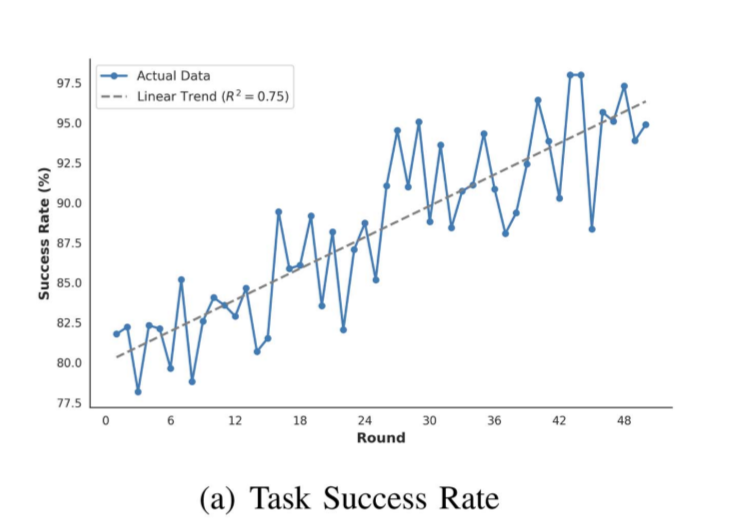 Actual Data
Linear Trend (R² = 0.75)
Success Rate (%)
97.5
95.0
92.5
90.0
87.5
85.0
82.5
80.0
77.5
0 6 12 18 24 30 36 42 48
Round
(a) Task Success Rate